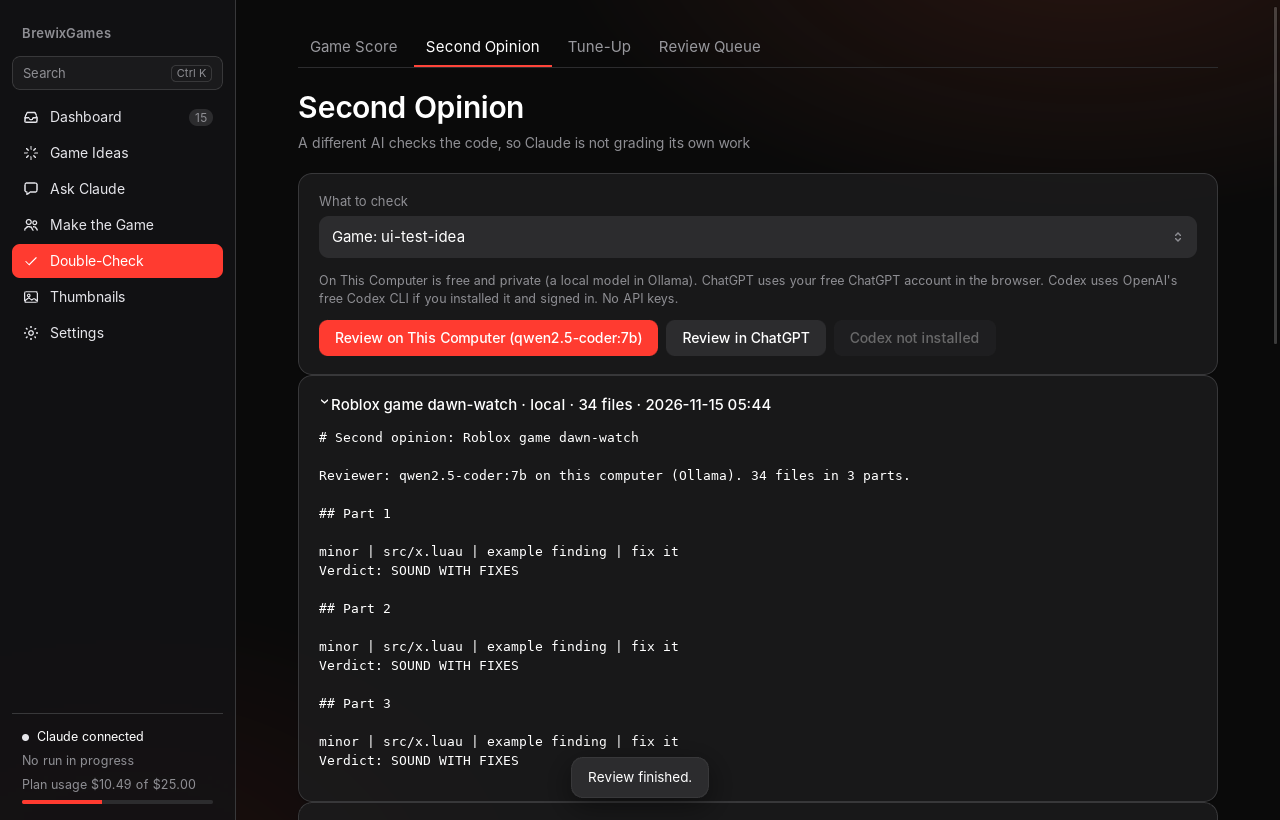 BrewixGames
Search
Ctrl K
Dashboard
15
Game Ideas
Ask Claude
Make the Game
Double-Check
Thumbnails
Settings
Claude connected
No run in progress
Plan usage $10.49 of $25.00
Game Score
Second Opinion
Tune-Up
Review Queue
Second Opinion
A different AI checks the code, so Claude is not grading its own work
What to check
Game: ui-test-idea
On This Computer is free and private (a local model in Ollama). ChatGPT uses your free ChatGPT account in the browser. Codex uses OpenAI's
free Codex CLI if you installed it and signed in. No API keys.
Review on This Computer (qwen2.5-coder:7b)
Review in ChatGPT
Codex not installed
Roblox game dawn-watch · local · 34 files · 2026-11-15 05:44
# Second opinion: Roblox game dawn-watch
Reviewer: qwen2.5-coder:7b on this computer (Ollama). 34 files in 3 parts.
## Part 1
minor | src/x.luau | example finding | fix it
Verdict: SOUND WITH FIXES
## Part 2
minor | src/x.luau | example finding | fix it
Verdict: SOUND WITH FIXES
## Part 3
minor | src/x.luau | example finding | fix it
Verdict: SOUND WITH FIXES
Review finished.